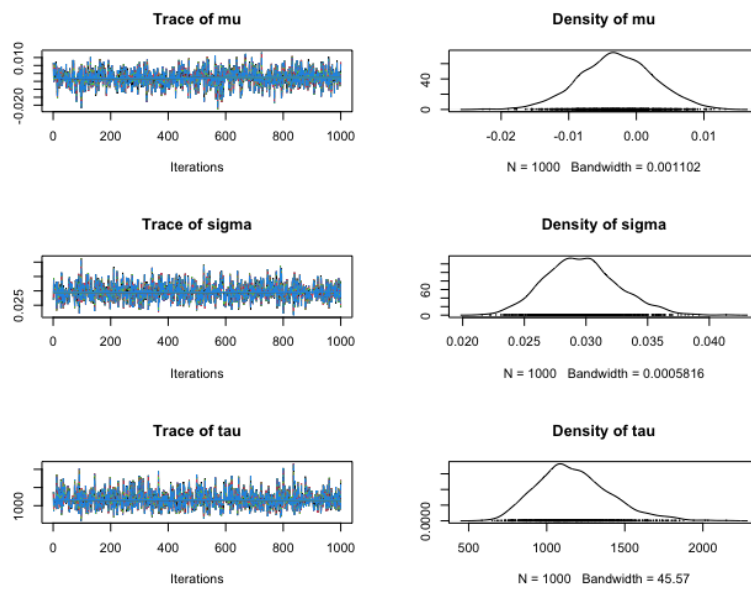 Trace of mu
0.010
-0.020
0 200 400 600 800 1000
Iterations
Density of mu
40
0
-0.02 -0.01 0.00 0.01
N = 1000 Bandwidth = 0.001102
Trace of sigma
0.025
0 200 400 600 800 1000
Iterations
Density of sigma
60
0
0.020 0.025 0.030 0.035 0.040
N = 1000 Bandwidth = 0.0005816
Trace of tau
1000
0 200 400 600 800 1000
Iterations
Density of tau
0.0000
500 1000 1500 2000
N = 1000 Bandwidth = 45.57